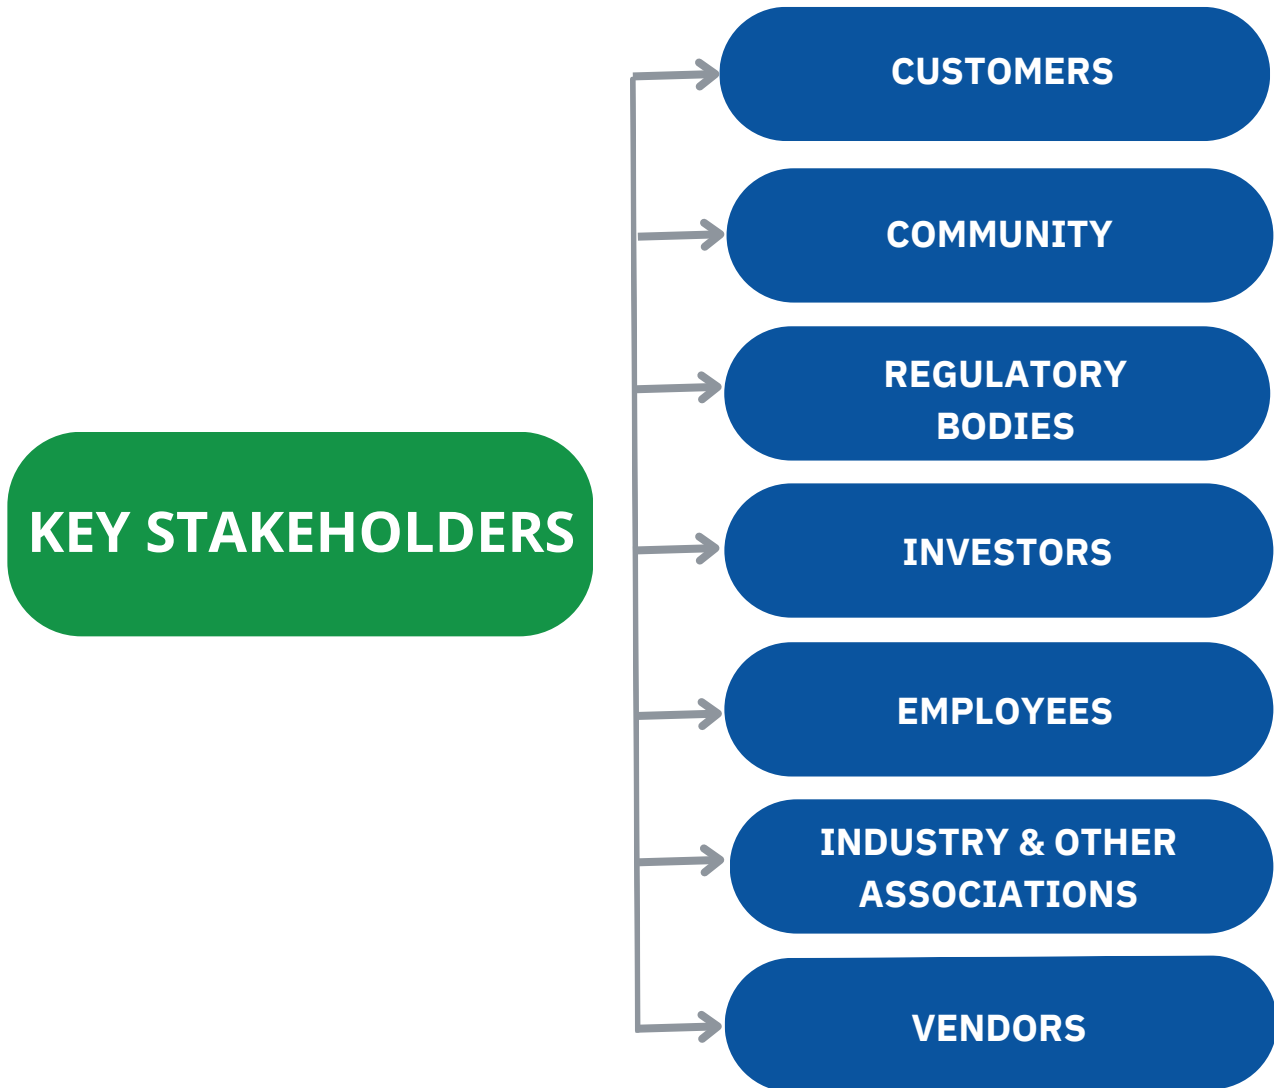 CUSTOMERS
COMMUNITY
REGULATORY
BODIES
KEY STAKEHOLDERS
INVESTORS
EMPLOYEES
INDUSTRY & OTHER
ASSOCIATIONS
VENDORS